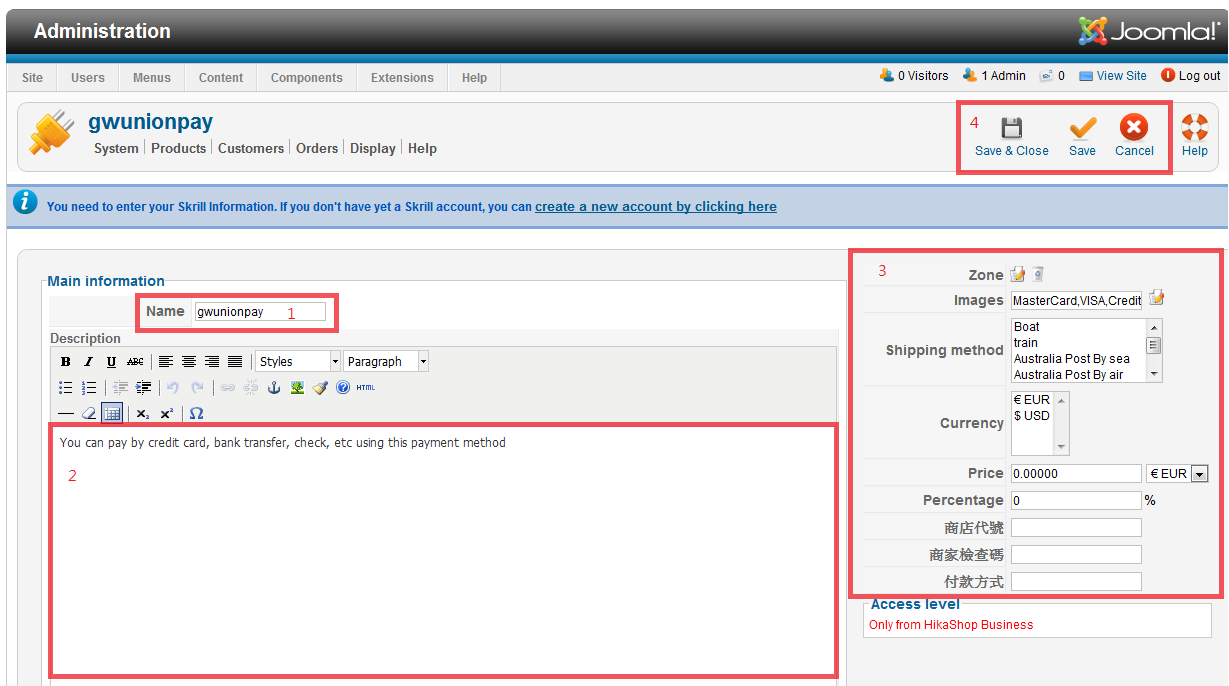 Administration
Joomla!
Site Users Menus Content Components Extensions Help
0 Visitors 1 Admin 0 View Site Log out
gwunionpay
System Products Customers Orders Display Help
4
Save & Close Save Cancel Help
You need to enter your Skrill Information. If you don't have yet a Skrill account, you can create a new account by clicking here
Main information
Name gwunionpay 1
Description
B I U ABC Styles Paragraph
HTML
x₂ x² Ω
You can pay by credit card, bank transfer, check, etc using this payment method
2
3
Zone
Images MasterCard,VISA,Credit
Shipping method
Boat
train
Australia Post By sea
Australia Post By air
Currency
€ EUR
$ USD
Price 0.00000 € EUR
Percentage 0 %
商店代號
商家檢查碼
付款方式
Access level
Only from HikaShop Business